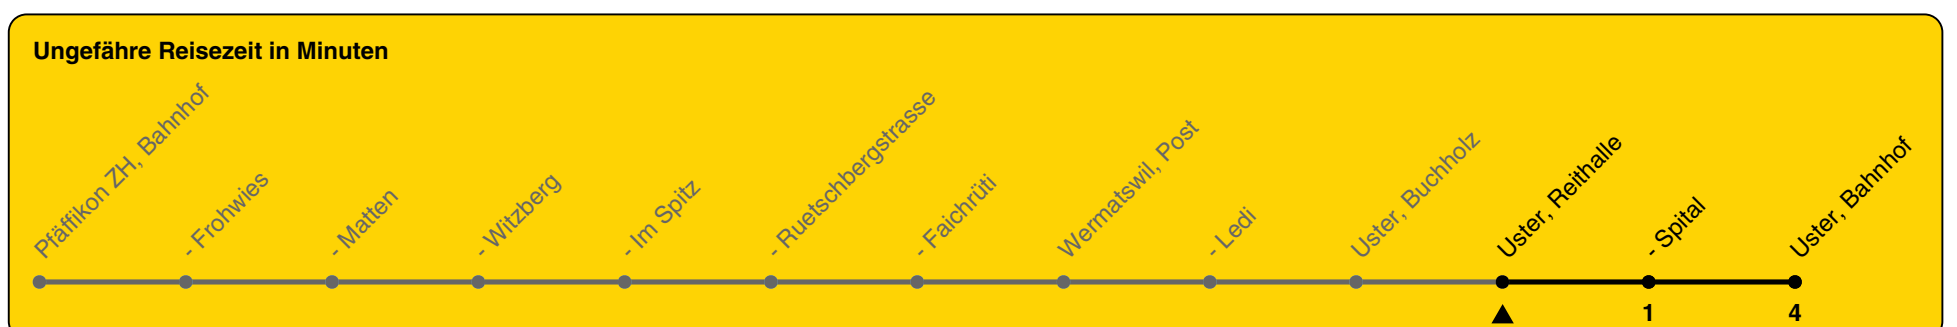 Ungefähre Reisezeit in Minuten
Pfäffikon ZH, Bahnhof
- Frohwies
- Matten
- Witzberg
- Im Spitz
- Ruetschbergstrasse
- Faichrüti
Wermatswil, Post
- Ledi
Uster, Buchholz
Uster, Reithalle
- Spital
Uster, Bahnhof
1
4